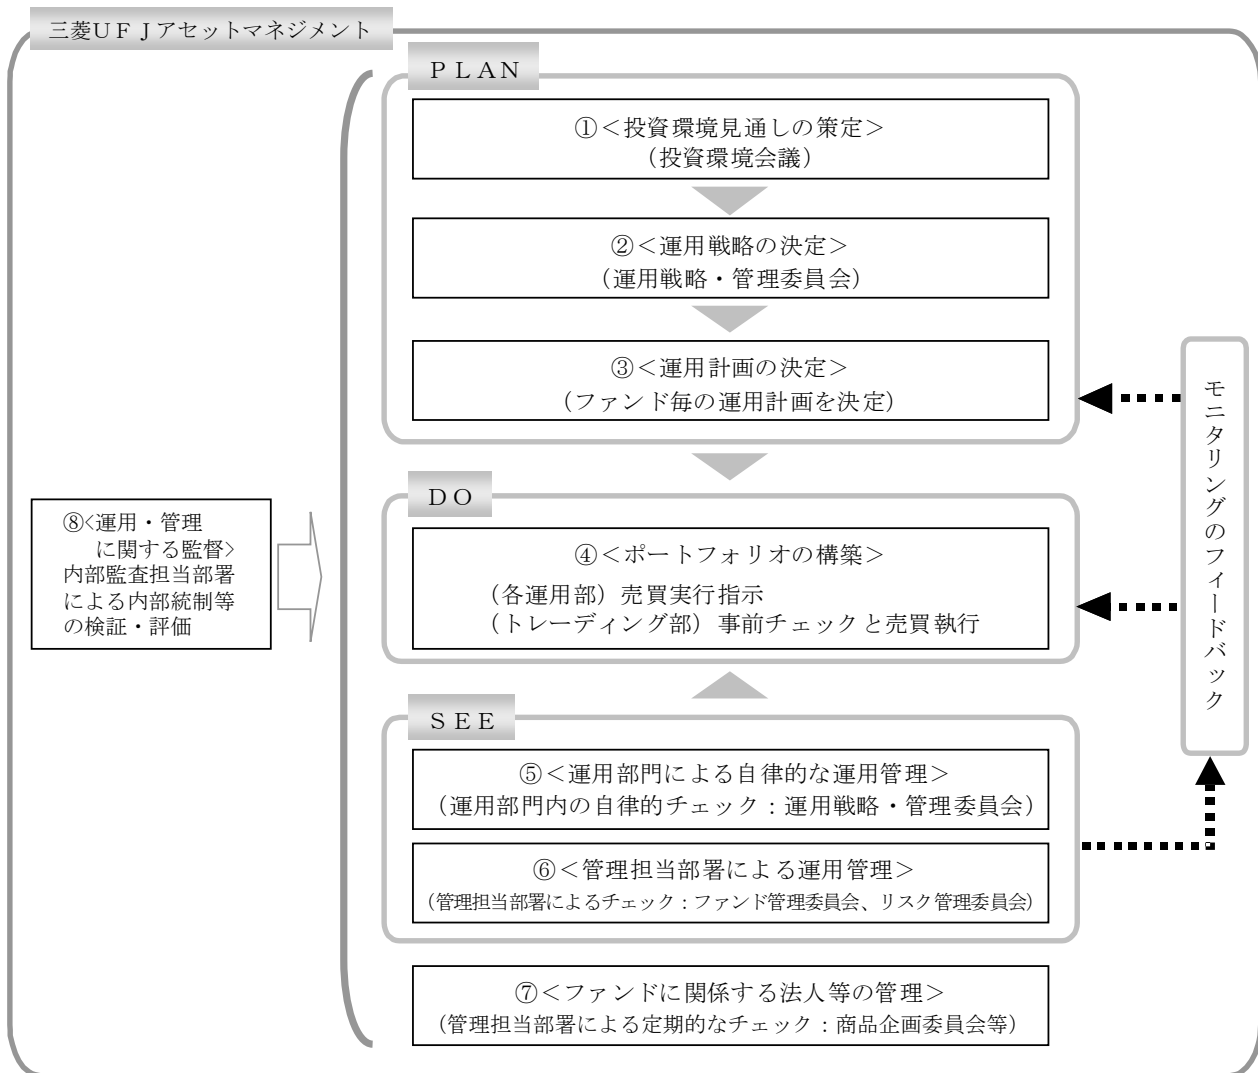 三菱UFJアセットマネジメント
PLAN
①<投資環境見通しの策定>
(投資環境会議)
②<運用戦略の決定>
(運用戦略・管理委員会)
③<運用計画の決定>
(ファンド毎の運用計画を決定)
DO
④<ポートフォリオの構築>
(各運用部)売買実行指示
(トレーディング部)事前チェックと売買執行
SEE
⑤<運用部門による自律的な運用管理>
(運用部門内の自律的チェック:運用戦略・管理委員会)
⑥<管理担当部署による運用管理>
(管理担当部署によるチェック:ファンド管理委員会、リスク管理委員会)
⑦<ファンドに関係する法人等の管理>
(管理担当部署による定期的なチェック:商品企画委員会等)
⑧<運用・管理
に関する監督>
内部監査担当部署
による内部統制等
の検証・評価
モニタリングのフィードバック